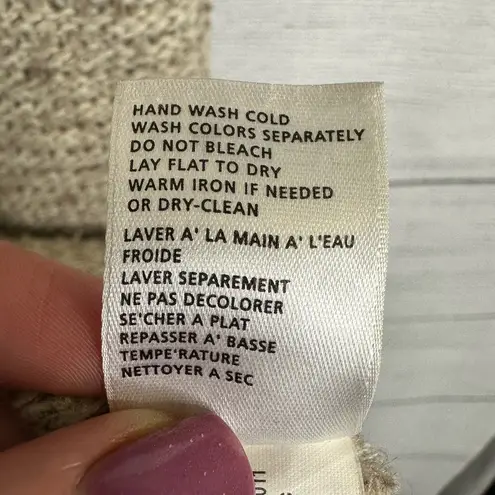 HAND WASH COLD
WASH COLORS SEPARATELY
DO NOT BLEACH
LAY FLAT TO DRY
WARM IRON IF NEEDED
OR DRY-CLEAN
LAVER A' LA MAIN A' L'EAU
FROIDE
LAVER SEPAREMENT
NE PAS DECOLORER
SE'CHER A PLAT
REPASSER A' BASSE
TEMPE'RATURE
NETTOYER A SEC